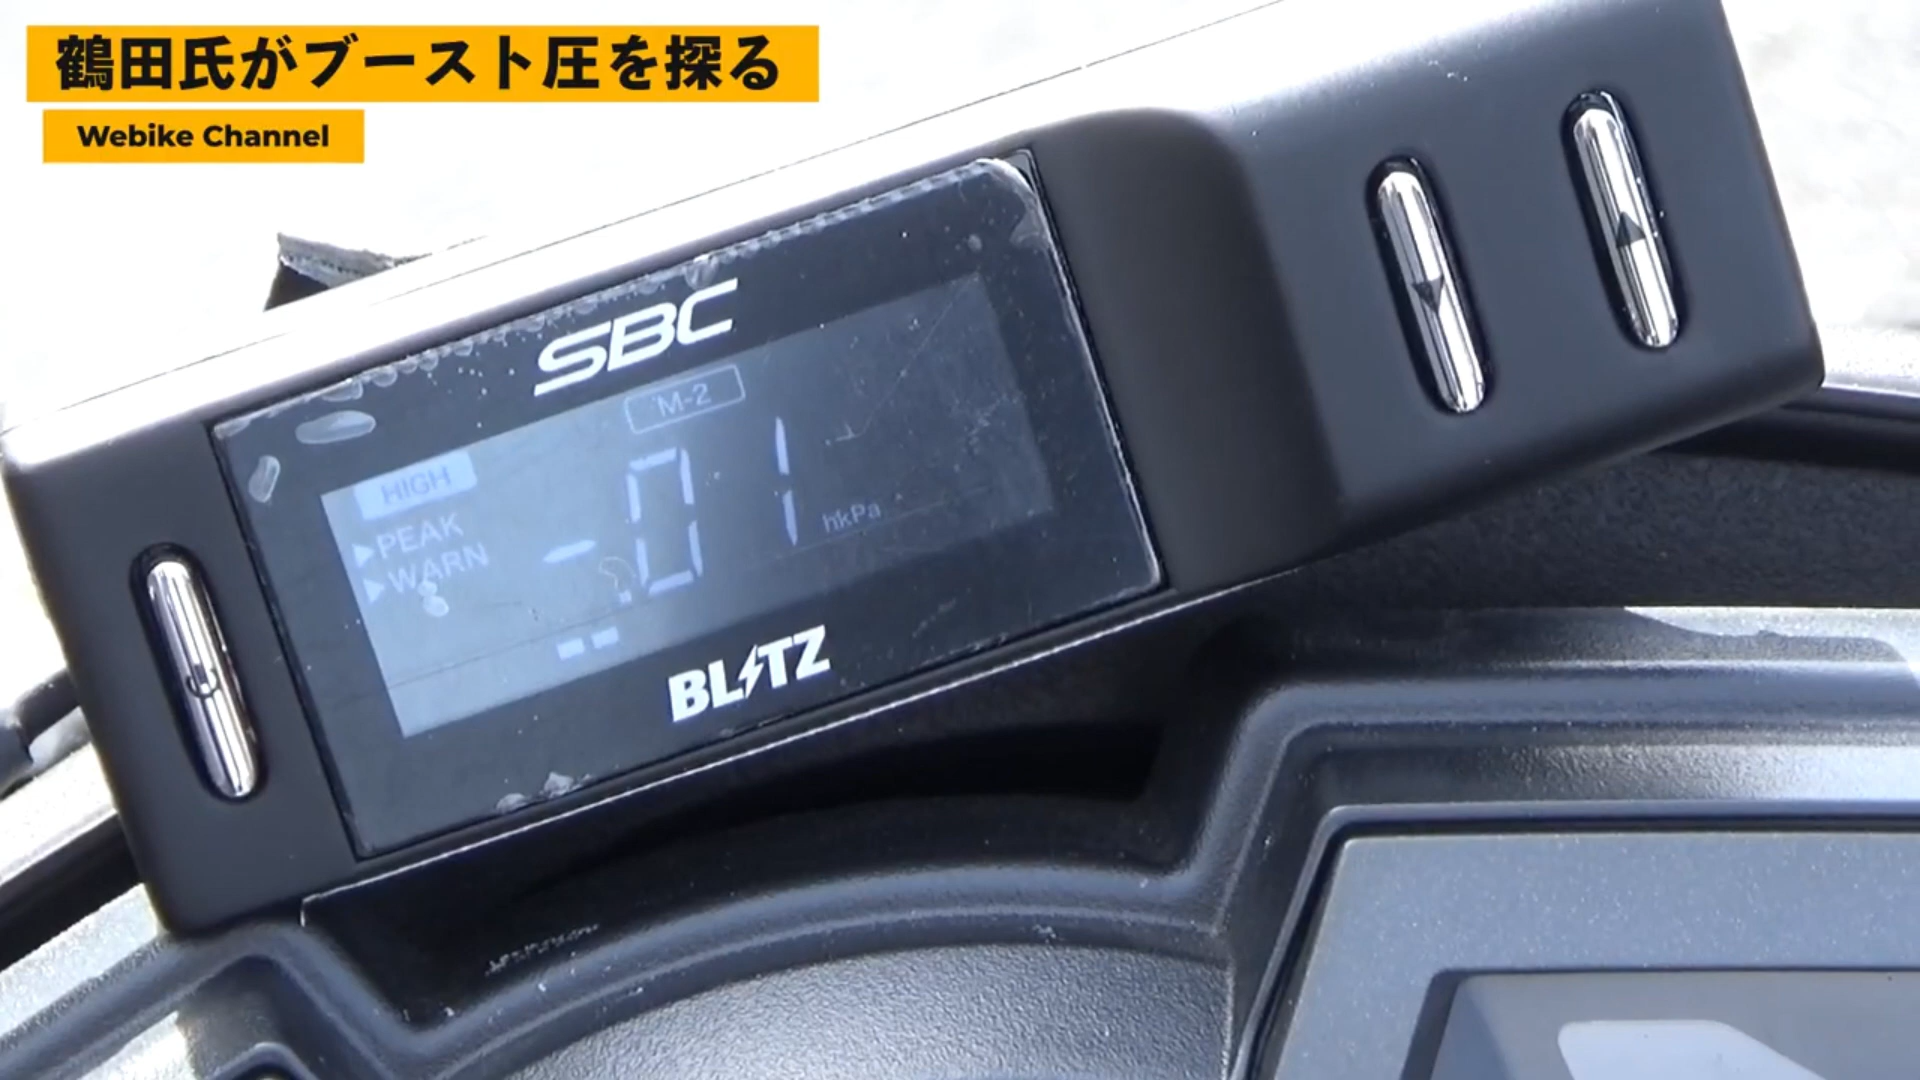 鶴田氏がブースト圧を探る
Webike Channel
SBC
M-2
HIGH
PEAK
WARN
-.01 hkPa
BLITZ